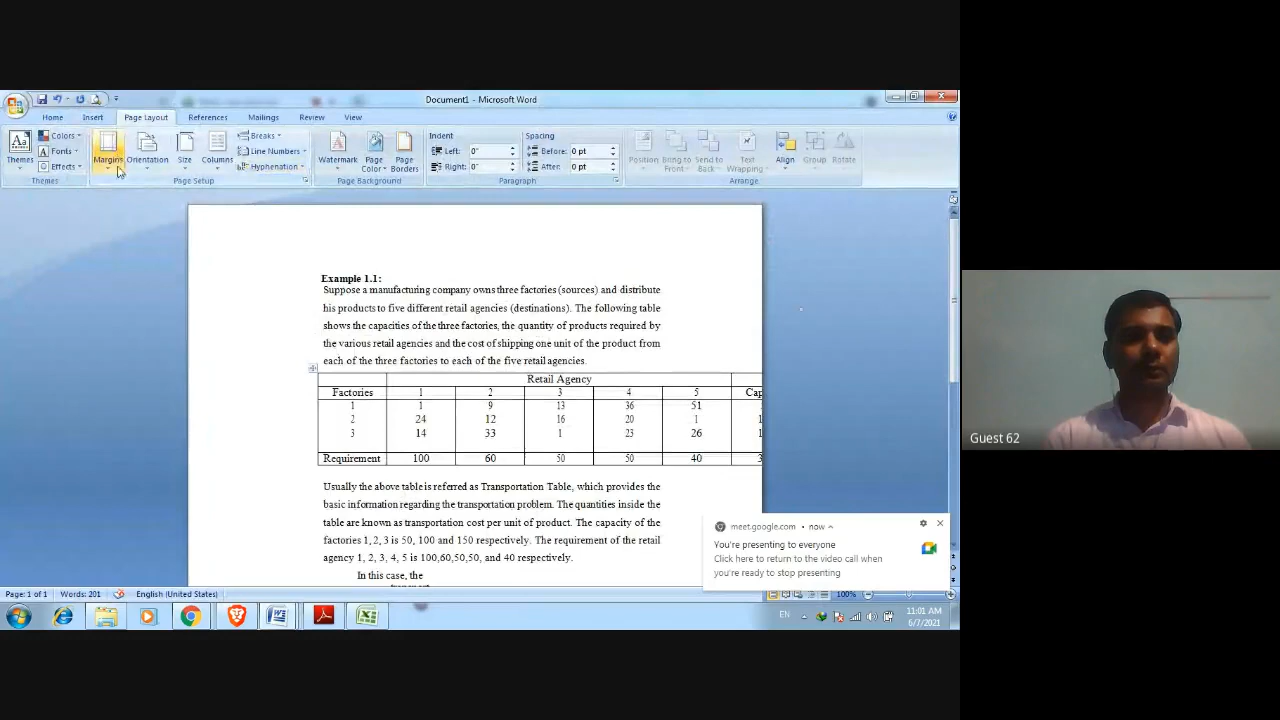 Document1 - Microsoft Word
Home Insert Page Layout References Mailings Review View
Themes Colors Fonts Effects Margins Orientation Size Columns Breaks Line Numbers Hyphenation Watermark Page Color Page Borders Indent Left: 0" Right: 0" Spacing Before: 0 pt After: 0 pt Position Bring to Front Send to Back Text Wrapping Align Group Rotate
Themes Page Setup Page Background Paragraph Arrange
Example 1.1:
Suppose a manufacturing company owns three factories (sources) and distribute
his products to five different retail agencies (destinations). The following table
shows the capacities of the three factories, the quantity of products required by
the various retail agencies and the cost of shipping one unit of the product from
each of the three factories to each of the five retail agencies.
Retail Agency
Factories 1 2 3 4 5 Cap
1 1 9 13 36 51
2 24 12 16 20 1 1
3 14 33 1 23 26 1
Requirement 100 60 50 50 40 3
Usually the above table is referred as Transportation Table, which provides the
basic information regarding the transportation problem. The quantities inside the
table are known as transportation cost per unit of product. The capacity of the
factories 1, 2, 3 is 50, 100 and 150 respectively. The requirement of the retail
agency 1, 2, 3, 4, 5 is 100,60,50,50, and 40 respectively.
In this case, the
transport
meet.google.com • now
You're presenting to everyone
Click here to return to the video call when
you're ready to stop presenting
Page: 1 of 1 Words: 201 English (United States) 100%
EN 11:01 AM
6/7/2021
Guest 62